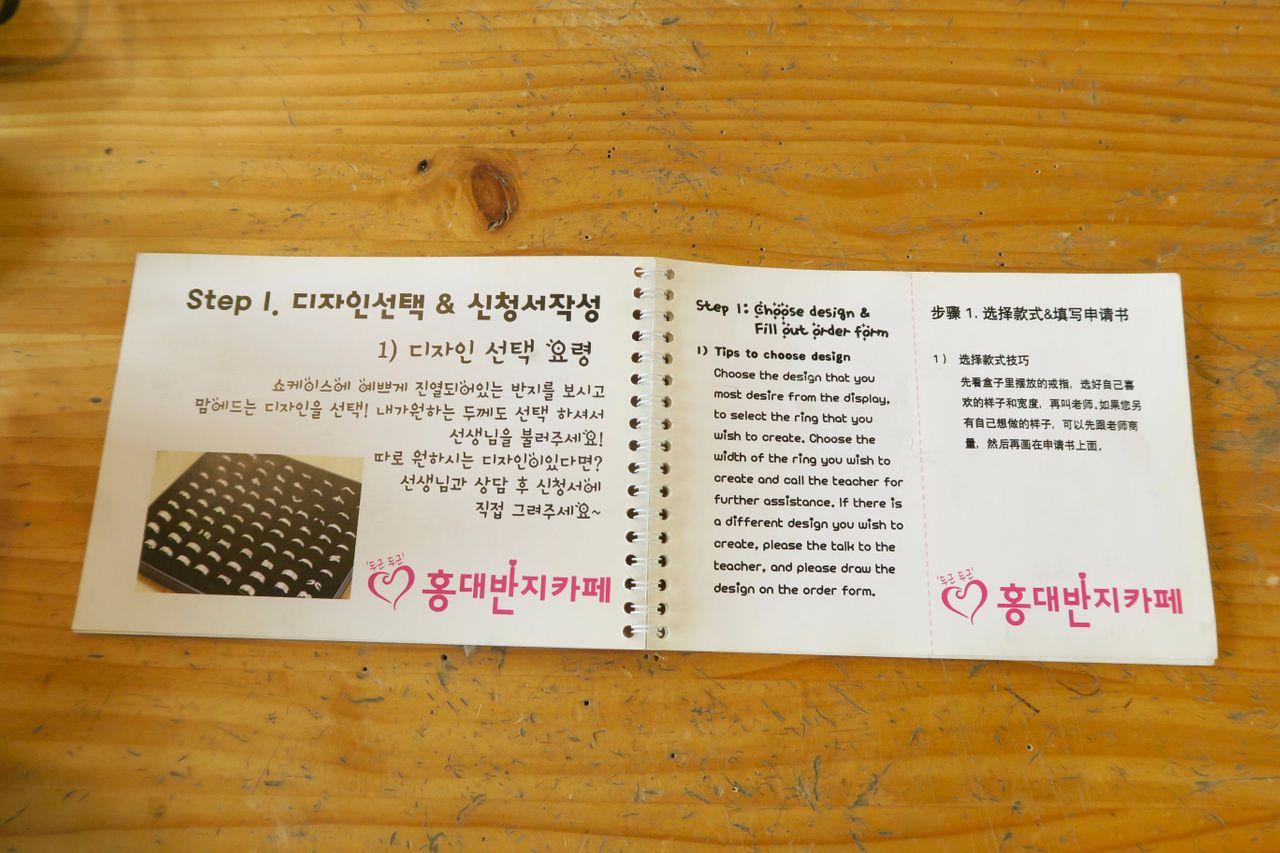 Step 1. 디자인선택 & 신청서작성
1) 디자인 선택 요령
쇼케이스에 예쁘게 진열되어있는 반지를 보시고
맘에드는 디자인을 선택! 내가원하는 두께도 선택 하셔서
선생님을 불러주세요!
따로 원하시는 디자인이있다면?
선생님과 상담 후 신청서에
직접 그려주세요~
'두근 두근'
홍대반지카페
Step 1: Choose design &
Fill out order form
1) Tips to choose design
Choose the design that you
most desire from the display,
to select the ring that you
wish to create. Choose the
width of the ring you wish to
create and call the teacher for
further assistance. If there is
a different design you wish to
create, please the talk to the
teacher, and please draw the
design on the order form.
步骤 1. 选择款式&填写申请书
1) 选择款式技巧
先看盒子里摆放的戒指, 选好自己喜
欢的样子和宽度, 再叫老师。如果您另
有自己想做的样子, 可以先跟老师商
量, 然后再画在申请书上面。
'두근 두근'
홍대반지카페